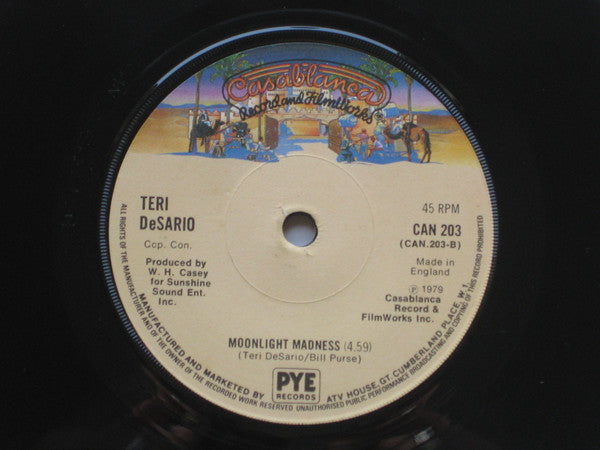 Casablanca
Record and FilmWorks
TERI
DeSARIO
Ccp. Con.
Produced by
W. H. Casey
for Sunshine
Sound Ent.
Inc.
45 RPM
CAN 203
(CAN.203-B)
Made in
England
℗ 1979
Casablanca
Record &
FilmWorks Inc.
MOONLIGHT MADNESS (4.59)
(Teri DeSario/Bill Purse)
PYE
RECORDS
MANUFACTURED AND MARKETED BY
ATV HOUSE, GT. CUMBERLAND PLACE, W.1.
ALL RIGHTS OF THE MANUFACTURER AND OF THE OWNER OF THE RECORDED WORK RESERVED UNAUTHORISED PUBLIC PERFORMANCE BROADCASTING AND COPYING OF THIS RECORD PROHIBITED